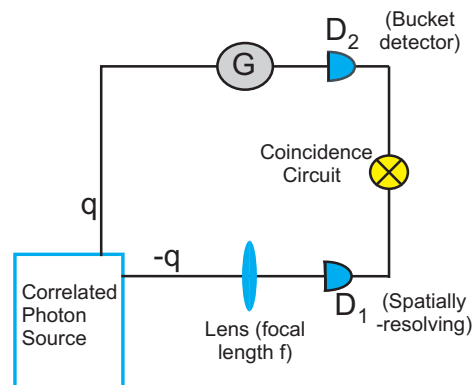 D2
(Bucket
detector)
G
Coincidence
Circuit
q
-q
Correlated
Photon
Source
Lens (focal
length f)
D1
(Spatially
-resolving)